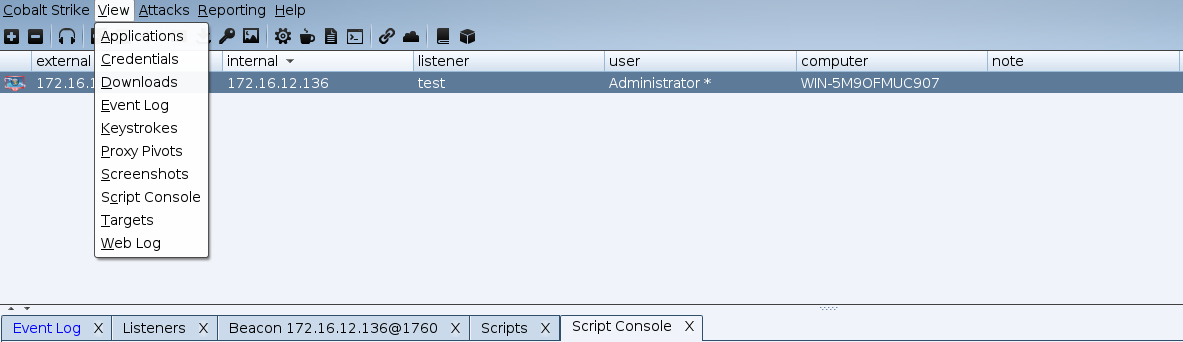 Cobalt Strike View Attacks Reporting Help
Applications
Credentials
Downloads
Event Log
Keystrokes
Proxy Pivots
Screenshots
Script Console
Targets
Web Log
external internal listener user computer note
172.16.1 172.16.12.136 test Administrator * WIN-5M9OFMUC907
Event Log X Listeners X Beacon 172.16.12.136@1760 X Scripts X Script Console X